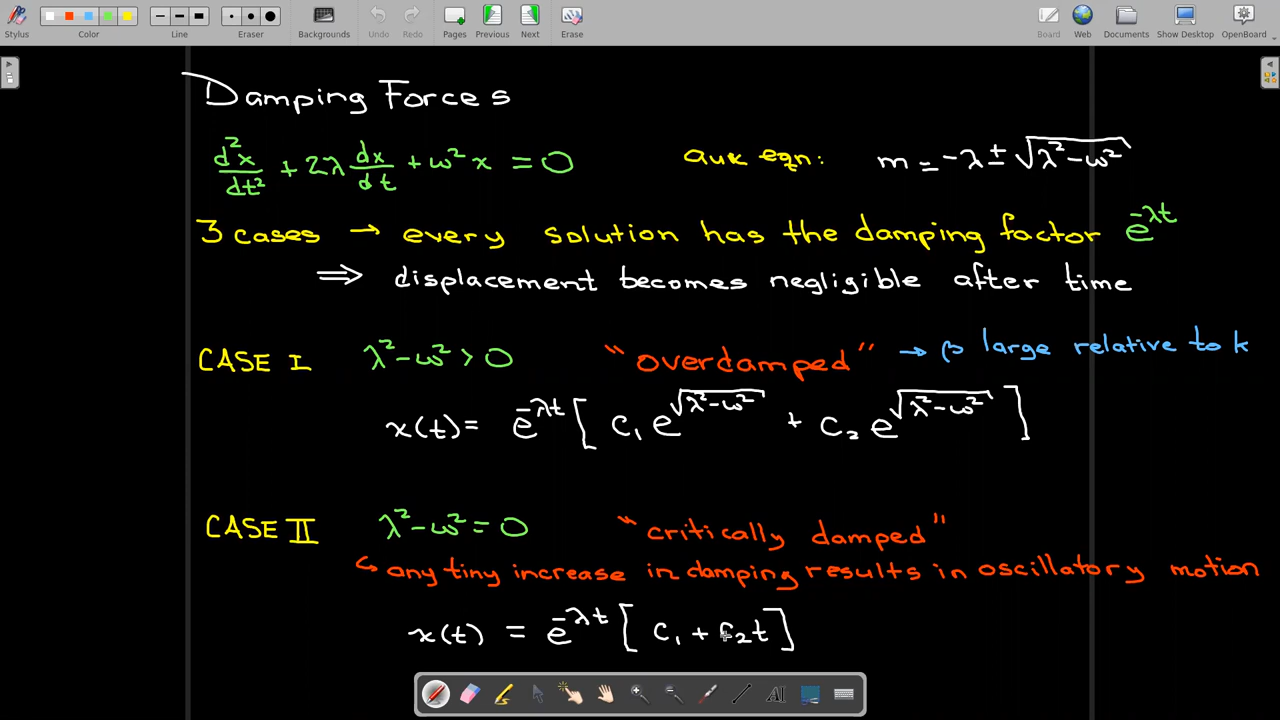 Stylus Color Line Eraser Backgrounds Undo Redo Pages Previous Next Erase Board Web Documents Show Desktop OpenBoard
Damping Forces
d²x/dt² + 2λ dx/dt + ω² x = 0 aux eqn: m = -λ ± √(λ²-ω²)
3 cases → every solution has the damping factor e^{-λt}
⇒ displacement becomes negligible after time
CASE I λ²-ω² > 0 "overdamped" → β large relative to k
x(t) = e^{-λt} [ c₁ e^{√(λ²-ω²)} + c₂ e^{√(λ²-ω²)} ]
CASE II λ²-ω² = 0 "critically damped"
↳ any tiny increase in damping results in oscillatory motion
x(t) = e^{-λt} [ c₁ + c₂t ]